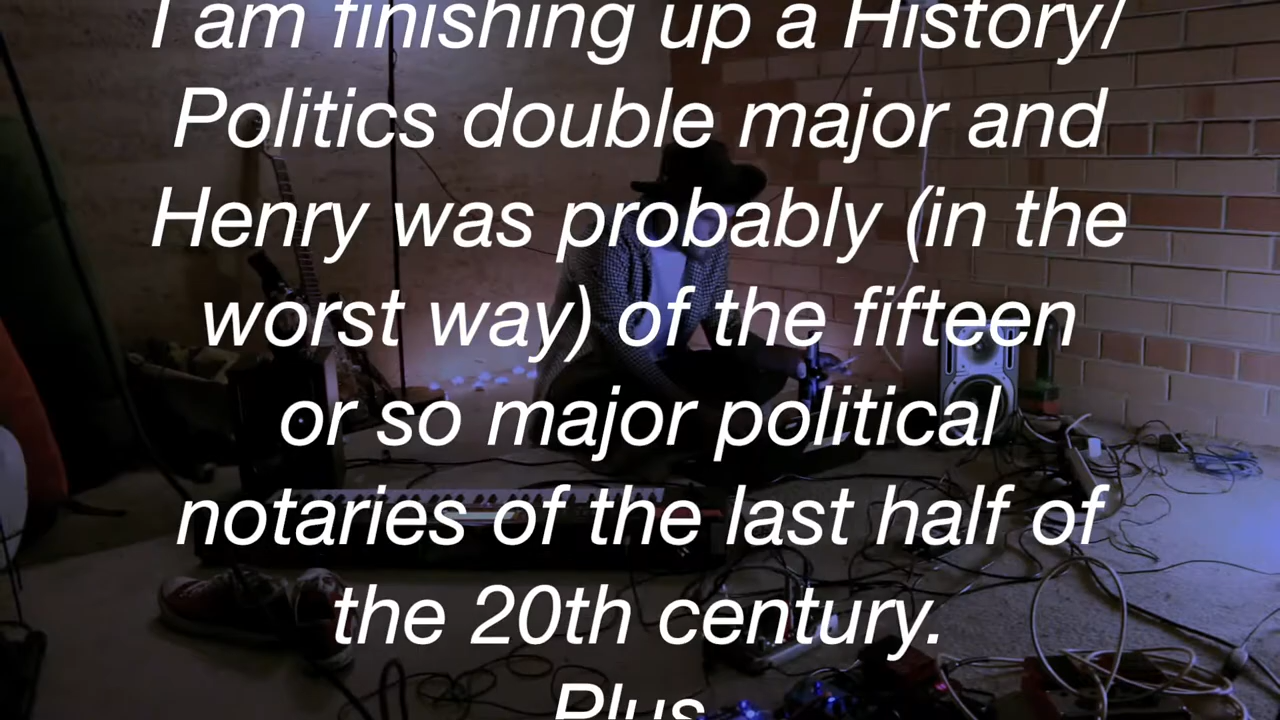 I am finishing up a History/
Politics double major and
Henry was probably (in the
worst way) of the fifteen
or so major political
notaries of the last half of
the 20th century.
Plus